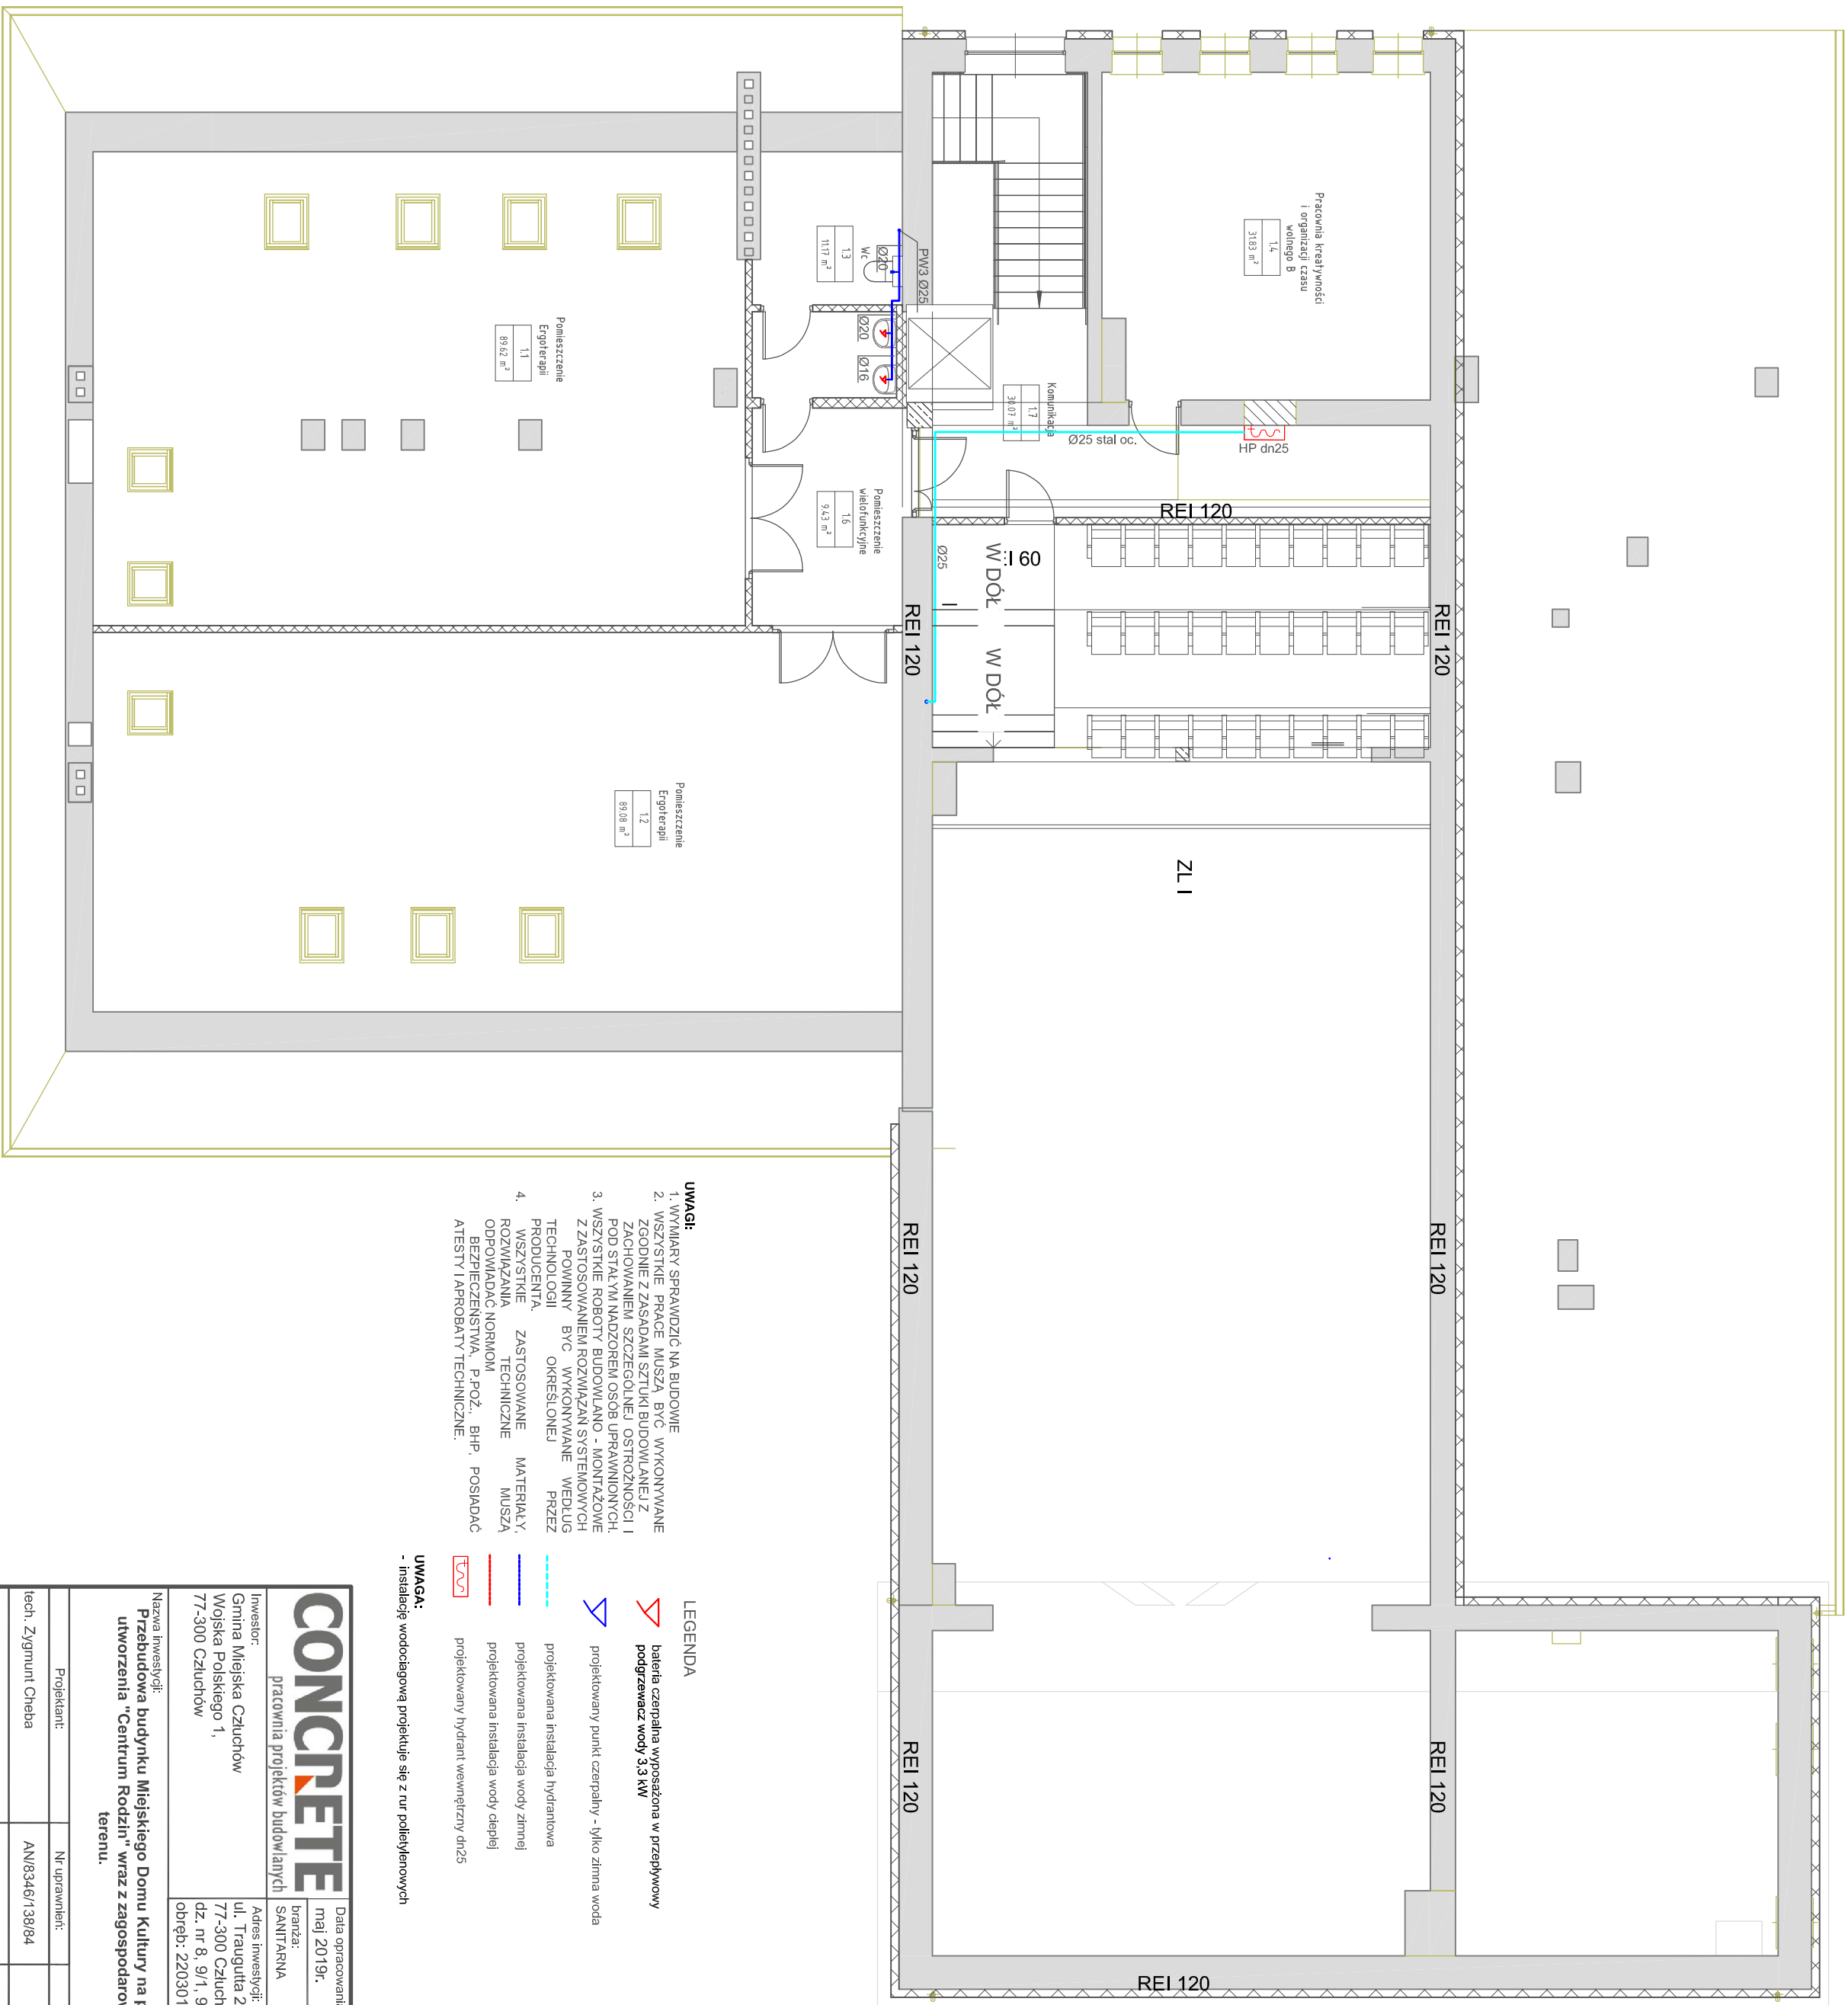 Pracownia kreatywności
i organizacji czasu
wolnego B
1.4
31.83 m²
PW3 Ø25
1.3
11.17 m²
Wc
Ø20
Ø20
Ø16
Komunikacja
1.7
30.07 m²
Ø25 stal oc.
HP dn25
Pomieszczenie
Ergoterapii
1.1
89.62 m²
Pomieszczenie
wielofunkcyjne
1.6
9.43 m²
REI 120
Ø25
W DÓŁ
W DÓŁ
I 60
REI 120
REI 120
Pomieszczenie
Ergoterapii
1.2
89.08 m²
ZL I
REI 120
REI 120
REI 120
REI 120
REI 120
UWAGI:
1. WYMIARY SPRAWDZIĆ NA BUDOWIE
2. WSZYSTKIE PRACE MUSZĄ BYĆ WYKONYWANE
ZGODNIE Z ZASADAMI SZTUKI BUDOWLANEJ Z
ZACHOWANIEM SZCZEGÓLNEJ OSTROŻNOŚCI I
POD STAŁYM NADZOREM OSÓB UPRAWNIONYCH.
3. WSZYSTKIE ROBOTY BUDOWLANO - MONTAŻOWE
Z ZASTOSOWANIEM ROZWIĄZAŃ SYSTEMOWYCH
POWINNY BYC WYKONYWANE WEDŁUG
TECHNOLOGII OKREŚLONEJ PRZEZ
PRODUCENTA.
4. WSZYSTKIE ZASTOSOWANE MATERIAŁY,
ROZWIĄZANIA TECHNICZNE MUSZĄ
ODPOWIADAĆ NORMOM
BEZPIECZEŃSTWA, P.POŻ., BHP, POSIADAĆ
ATESTY I APROBATY TECHNICZNE.
LEGENDA
bateria czerpalna wyposażona w przepływowy
podgrzewacz wody 3,3 kW
projektowany punkt czerpalny - tylko zimna woda
projektowana instalacja hydrantowa
projektowana instalacja wody zimnej
projektowana instalacja wody ciepłej
projektowany hydrant wewnętrzny dn25
UWAGA:
- instalację wodociągową projektuje się z rur polietylenowych
CONCRETE
pracownia projektów budowlanych
Data opracowania
maj 2019r.
branża:
SANITARNA
Inwestor:
Gmina Miejska Człuchów
Wojska Polskiego 1,
77-300 Człuchów
Adres inwestycji:
ul. Traugutta 2
77-300 Człuch
dz. nr 8, 9/1, 9
obręb: 220301
Nazwa inwestycji:
Przebudowa budynku Miejskiego Domu Kultury na p
utworzenia "Centrum Rodzin" wraz z zagospodarow
terenu.
Projektant:
Nr uprawnień:
tech. Zygmunt Cheba
AN/8346/138/84